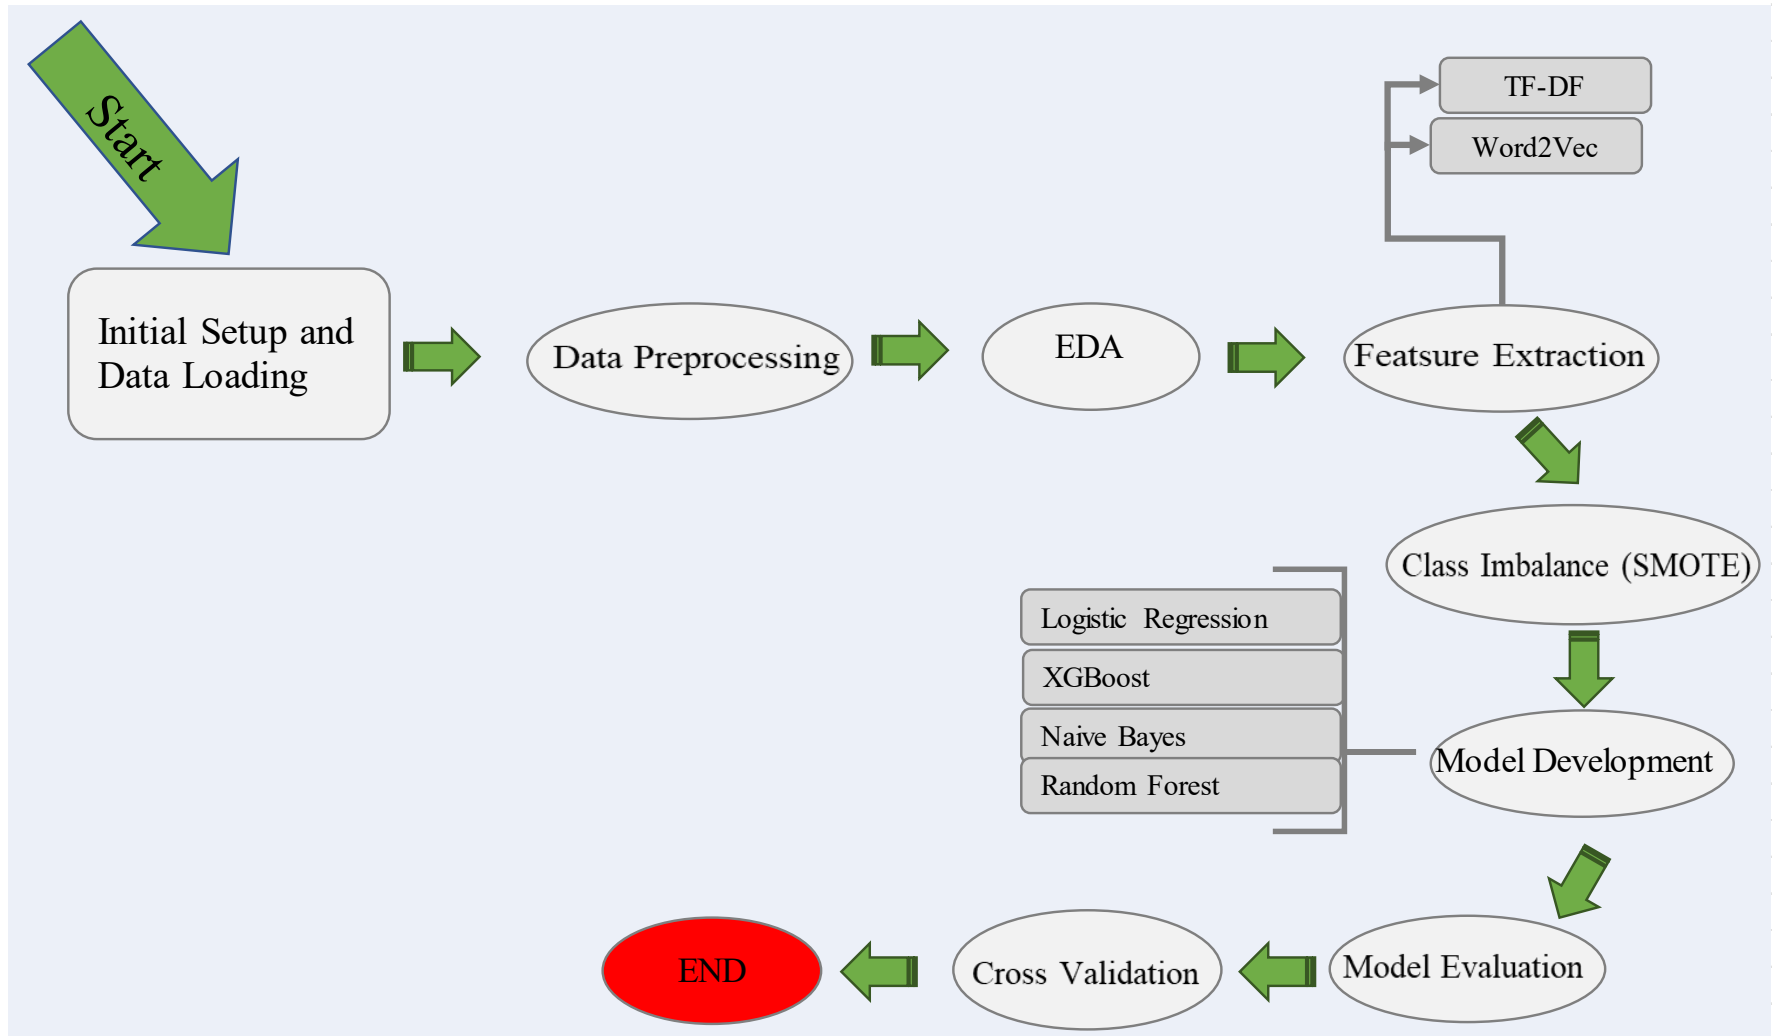 Start
Initial Setup and
Data Loading
Data Preprocessing
EDA
Featsure Extraction
TF-DF
Word2Vec
Class Imbalance (SMOTE)
Model Development
Logistic Regression
XGBoost
Naive Bayes
Random Forest
Model Evaluation
Cross Validation
END